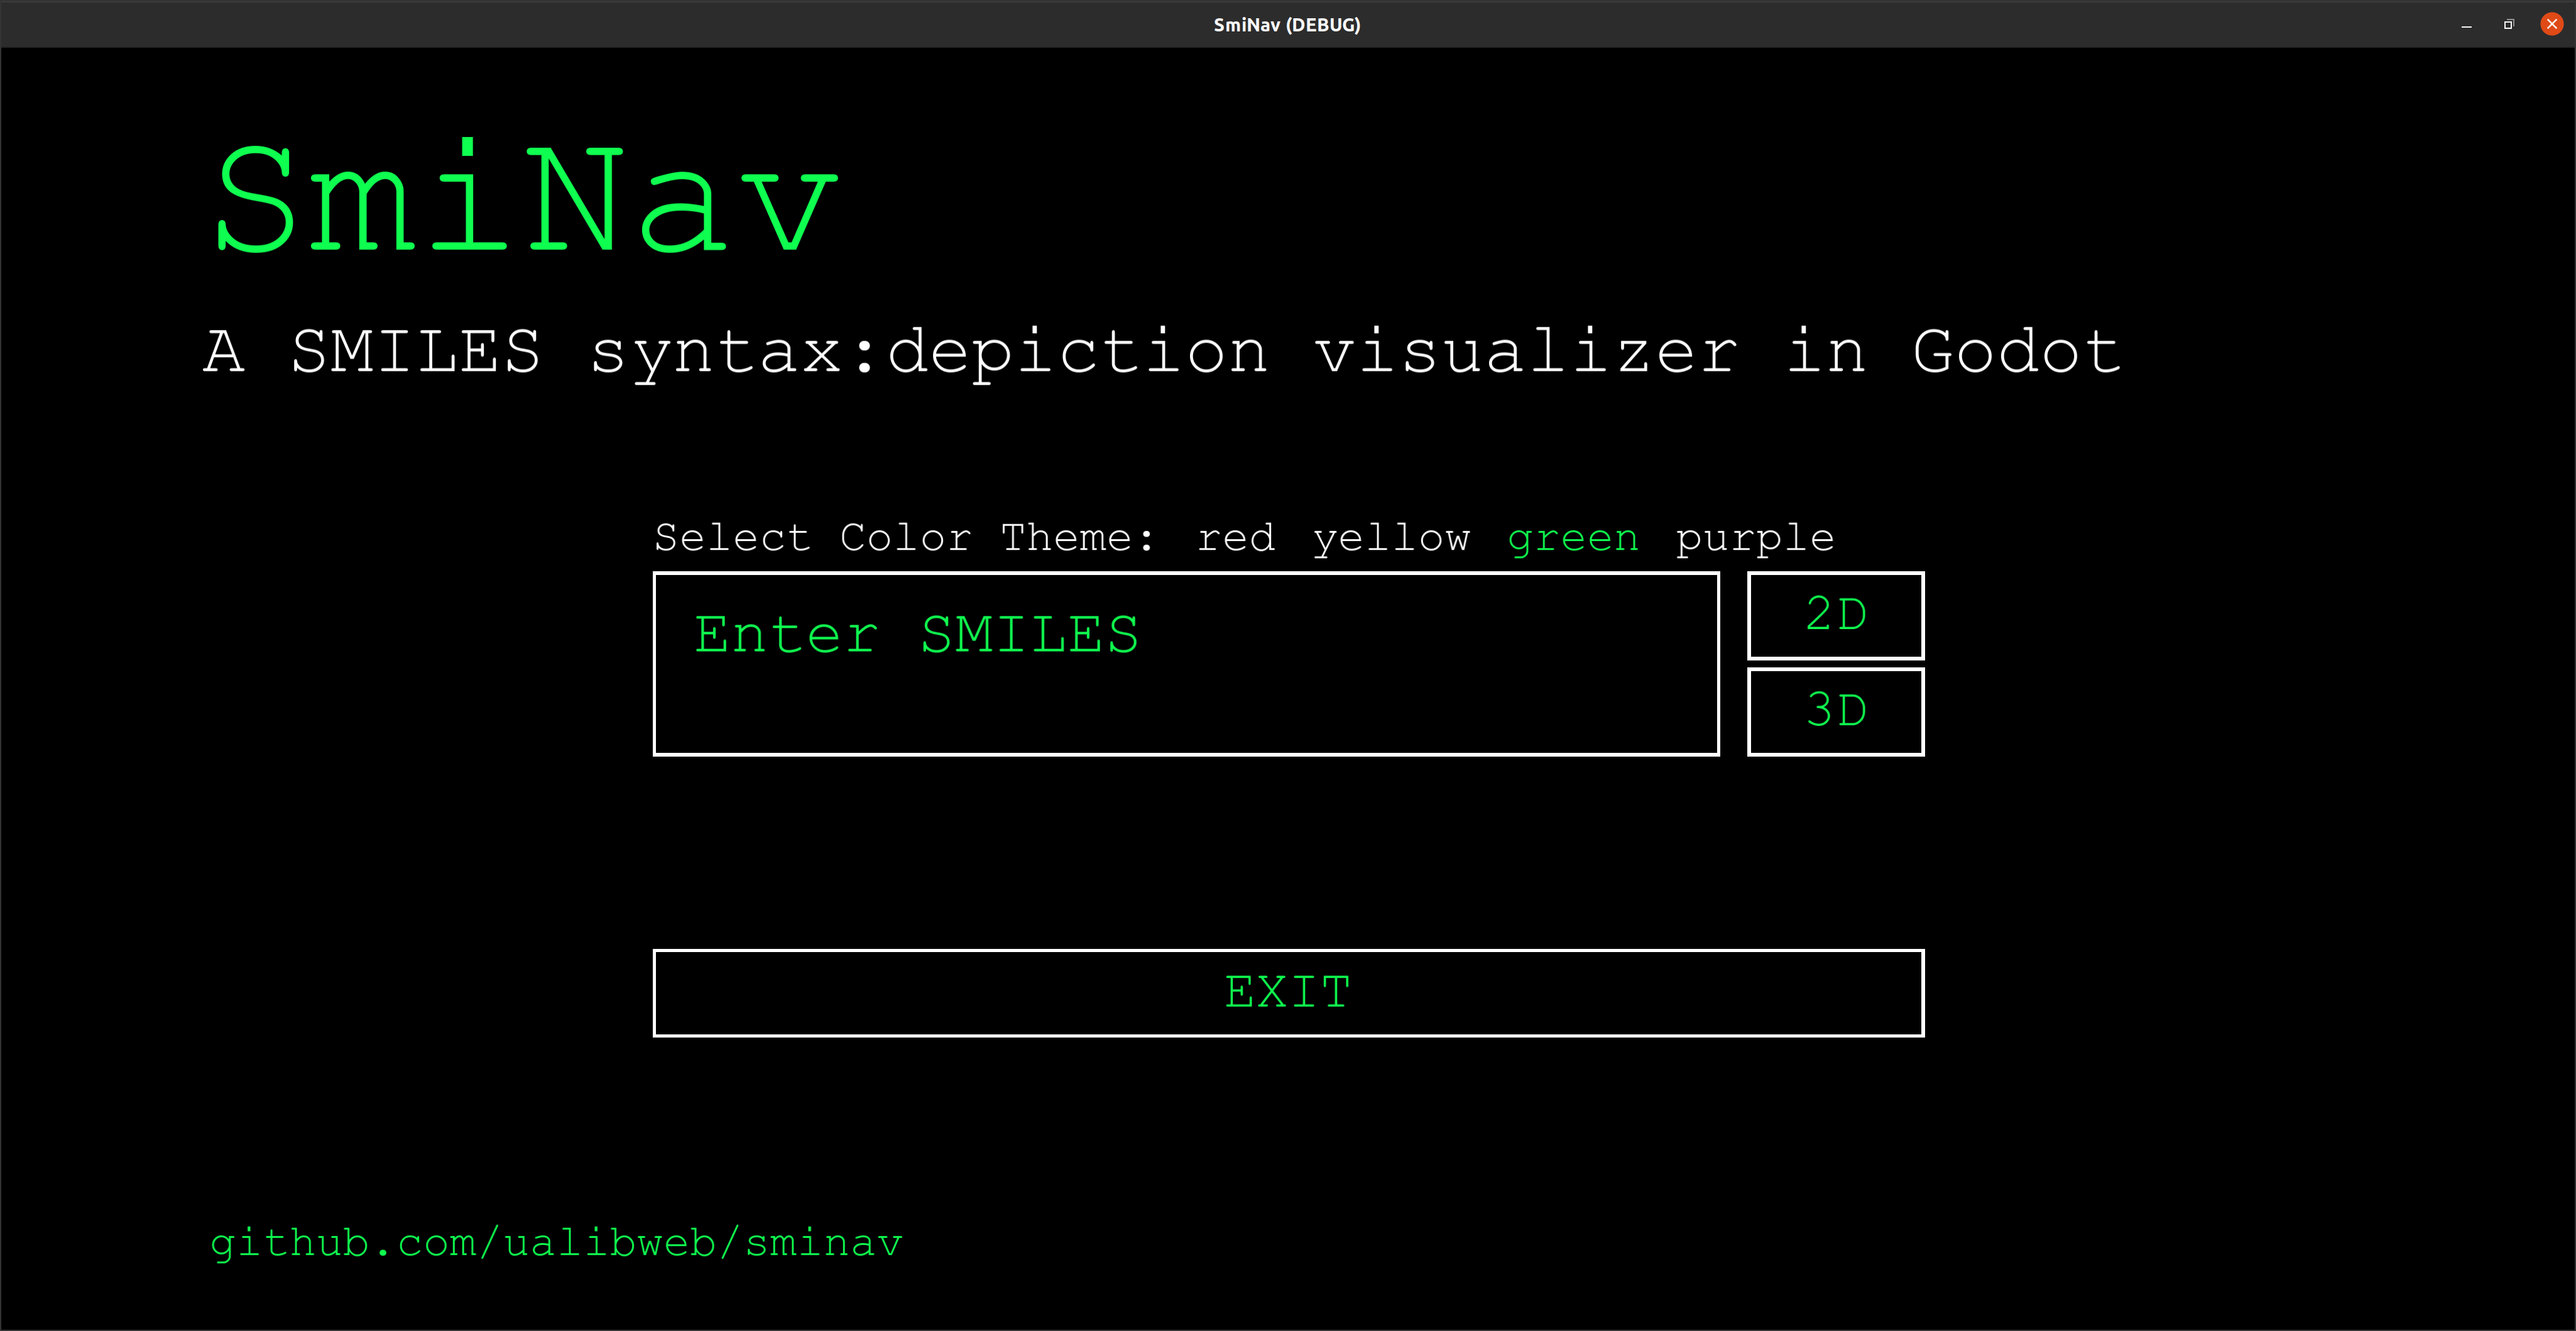 SmiNav (DEBUG)
SmiNav
A SMILES syntax:depiction visualizer in Godot
Select Color Theme: red yellow green purple
Enter SMILES
2D
3D
EXIT
github.com/ualibweb/sminav